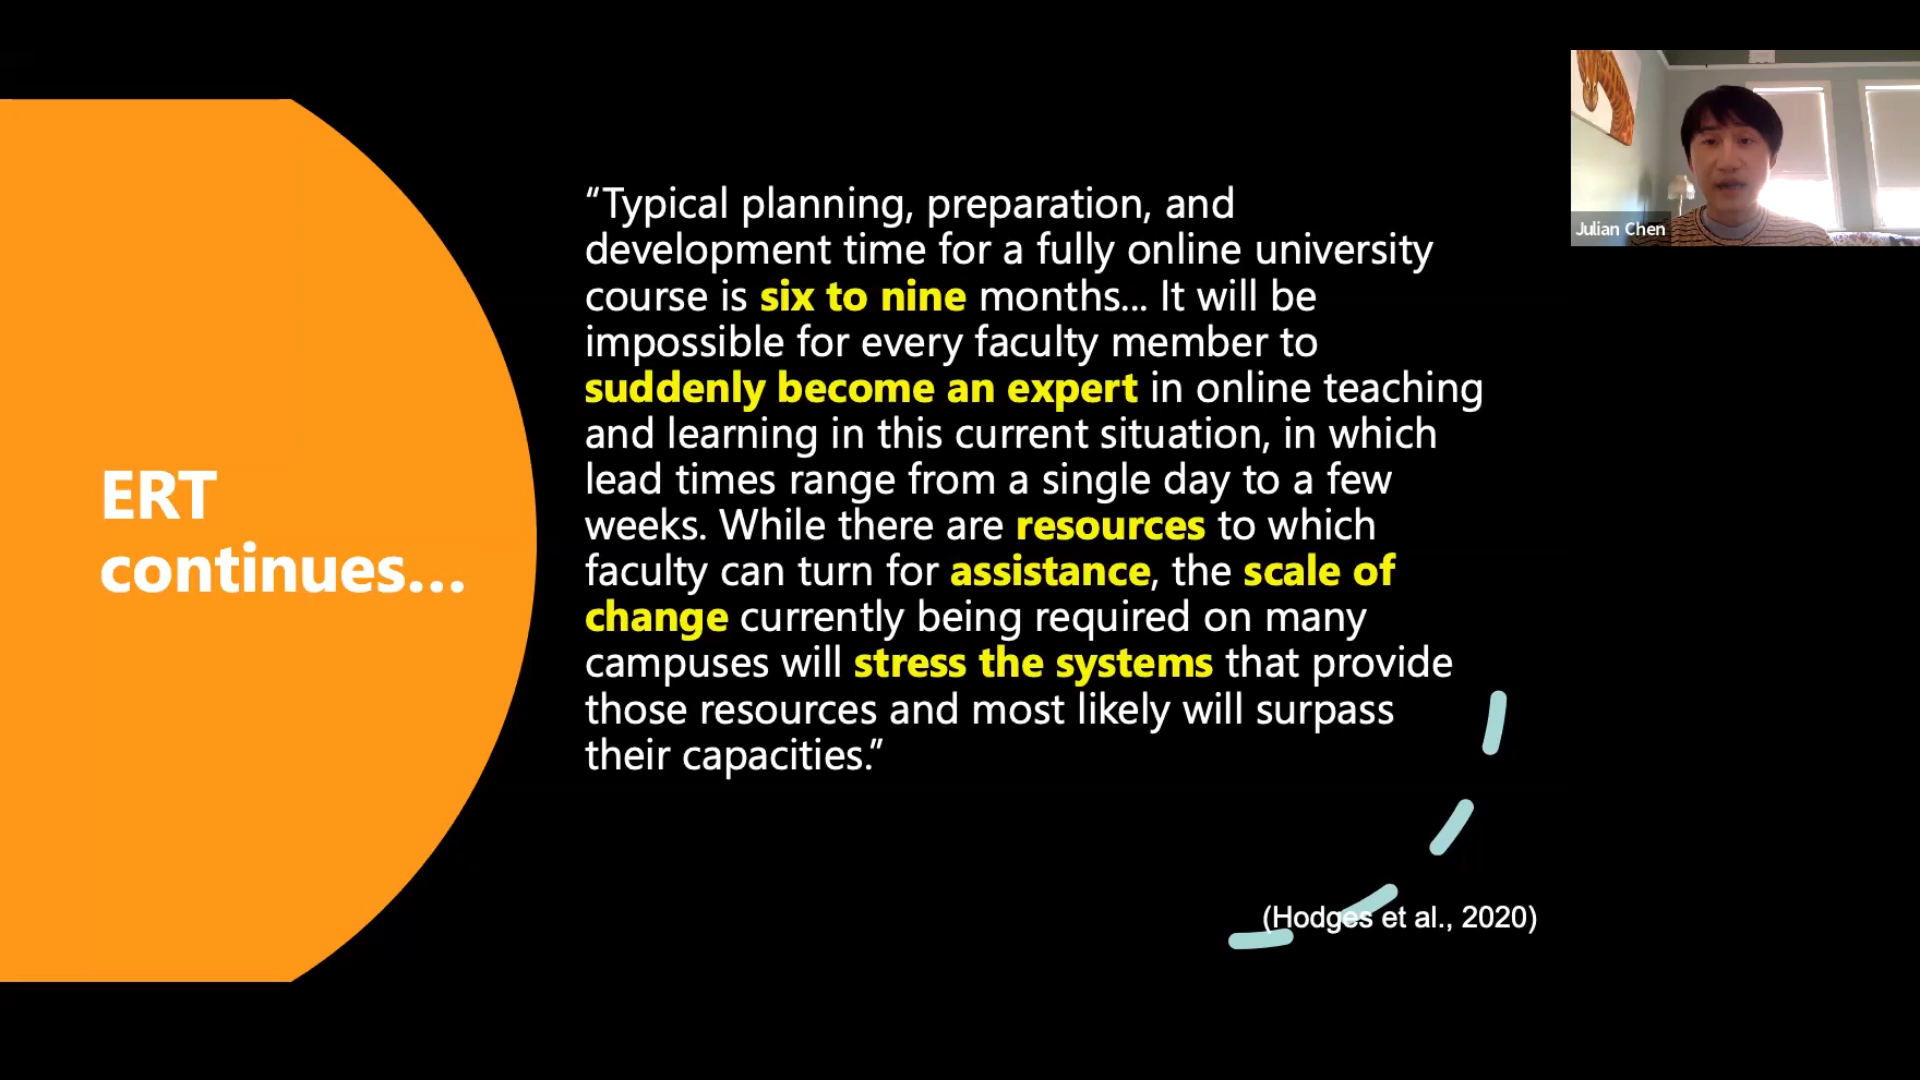 ERT
continues...
“Typical planning, preparation, and
development time for a fully online university
course is six to nine months... It will be
impossible for every faculty member to
suddenly become an expert in online teaching
and learning in this current situation, in which
lead times range from a single day to a few
weeks. While there are resources to which
faculty can turn for assistance, the scale of
change currently being required on many
campuses will stress the systems that provide
those resources and most likely will surpass
their capacities.”
(Hodges et al., 2020)
Julian Chen